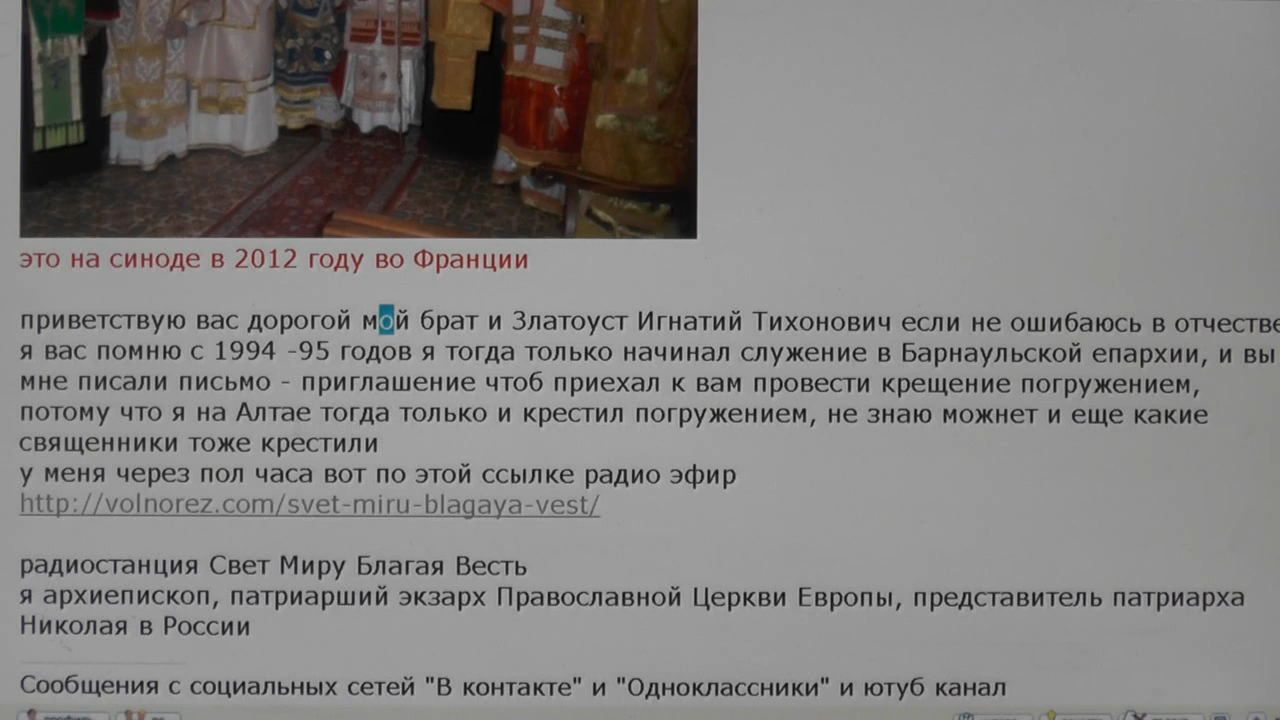 это на синоде в 2012 году во Франции
приветствую вас дорогой мой брат и Златоуст Игнатий Тихонович если не ошибаюсь в отчестве
я вас помню с 1994 -95 годов я тогда только начинал служение в Барнаульской епархии, и вы
мне писали письмо - приглашение чтоб приехал к вам провести крещение погружением,
потому что я на Алтае тогда только и крестил погружением, не знаю можнет и еще какие
священники тоже крестили
у меня через пол часа вот по этой ссылке радио эфир
http://volnorez.com/svet-miru-blagaya-vest/
радиостанция Свет Миру Благая Весть
я архиепископ, патриарший экзарх Православной Церкви Европы, представитель патриарха
Николая в России
Сообщения с социальных сетей "В контакте" и "Одноклассники" и ютуб канал